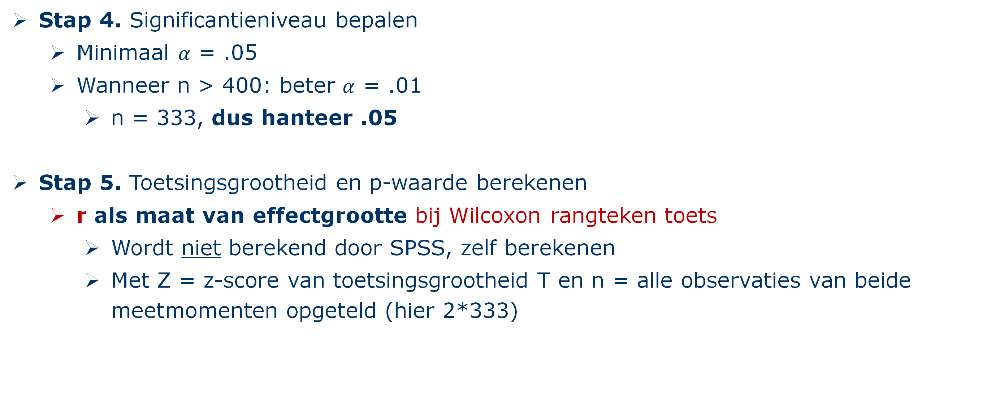 ➢ Stap 4. Significantieniveau bepalen
➢ Minimaal 𝛼 = .05
➢ Wanneer n > 400: beter 𝛼 = .01
➢ n = 333, dus hanteer .05
➢ Stap 5. Toetsingsgrootheid en p-waarde berekenen
➢ r als maat van effectgrootte bij Wilcoxon rangteken toets
➢ Wordt niet berekend door SPSS, zelf berekenen
➢ Met Z = z-score van toetsingsgrootheid T en n = alle observaties van beide
meetmomenten opgeteld (hier 2*333)